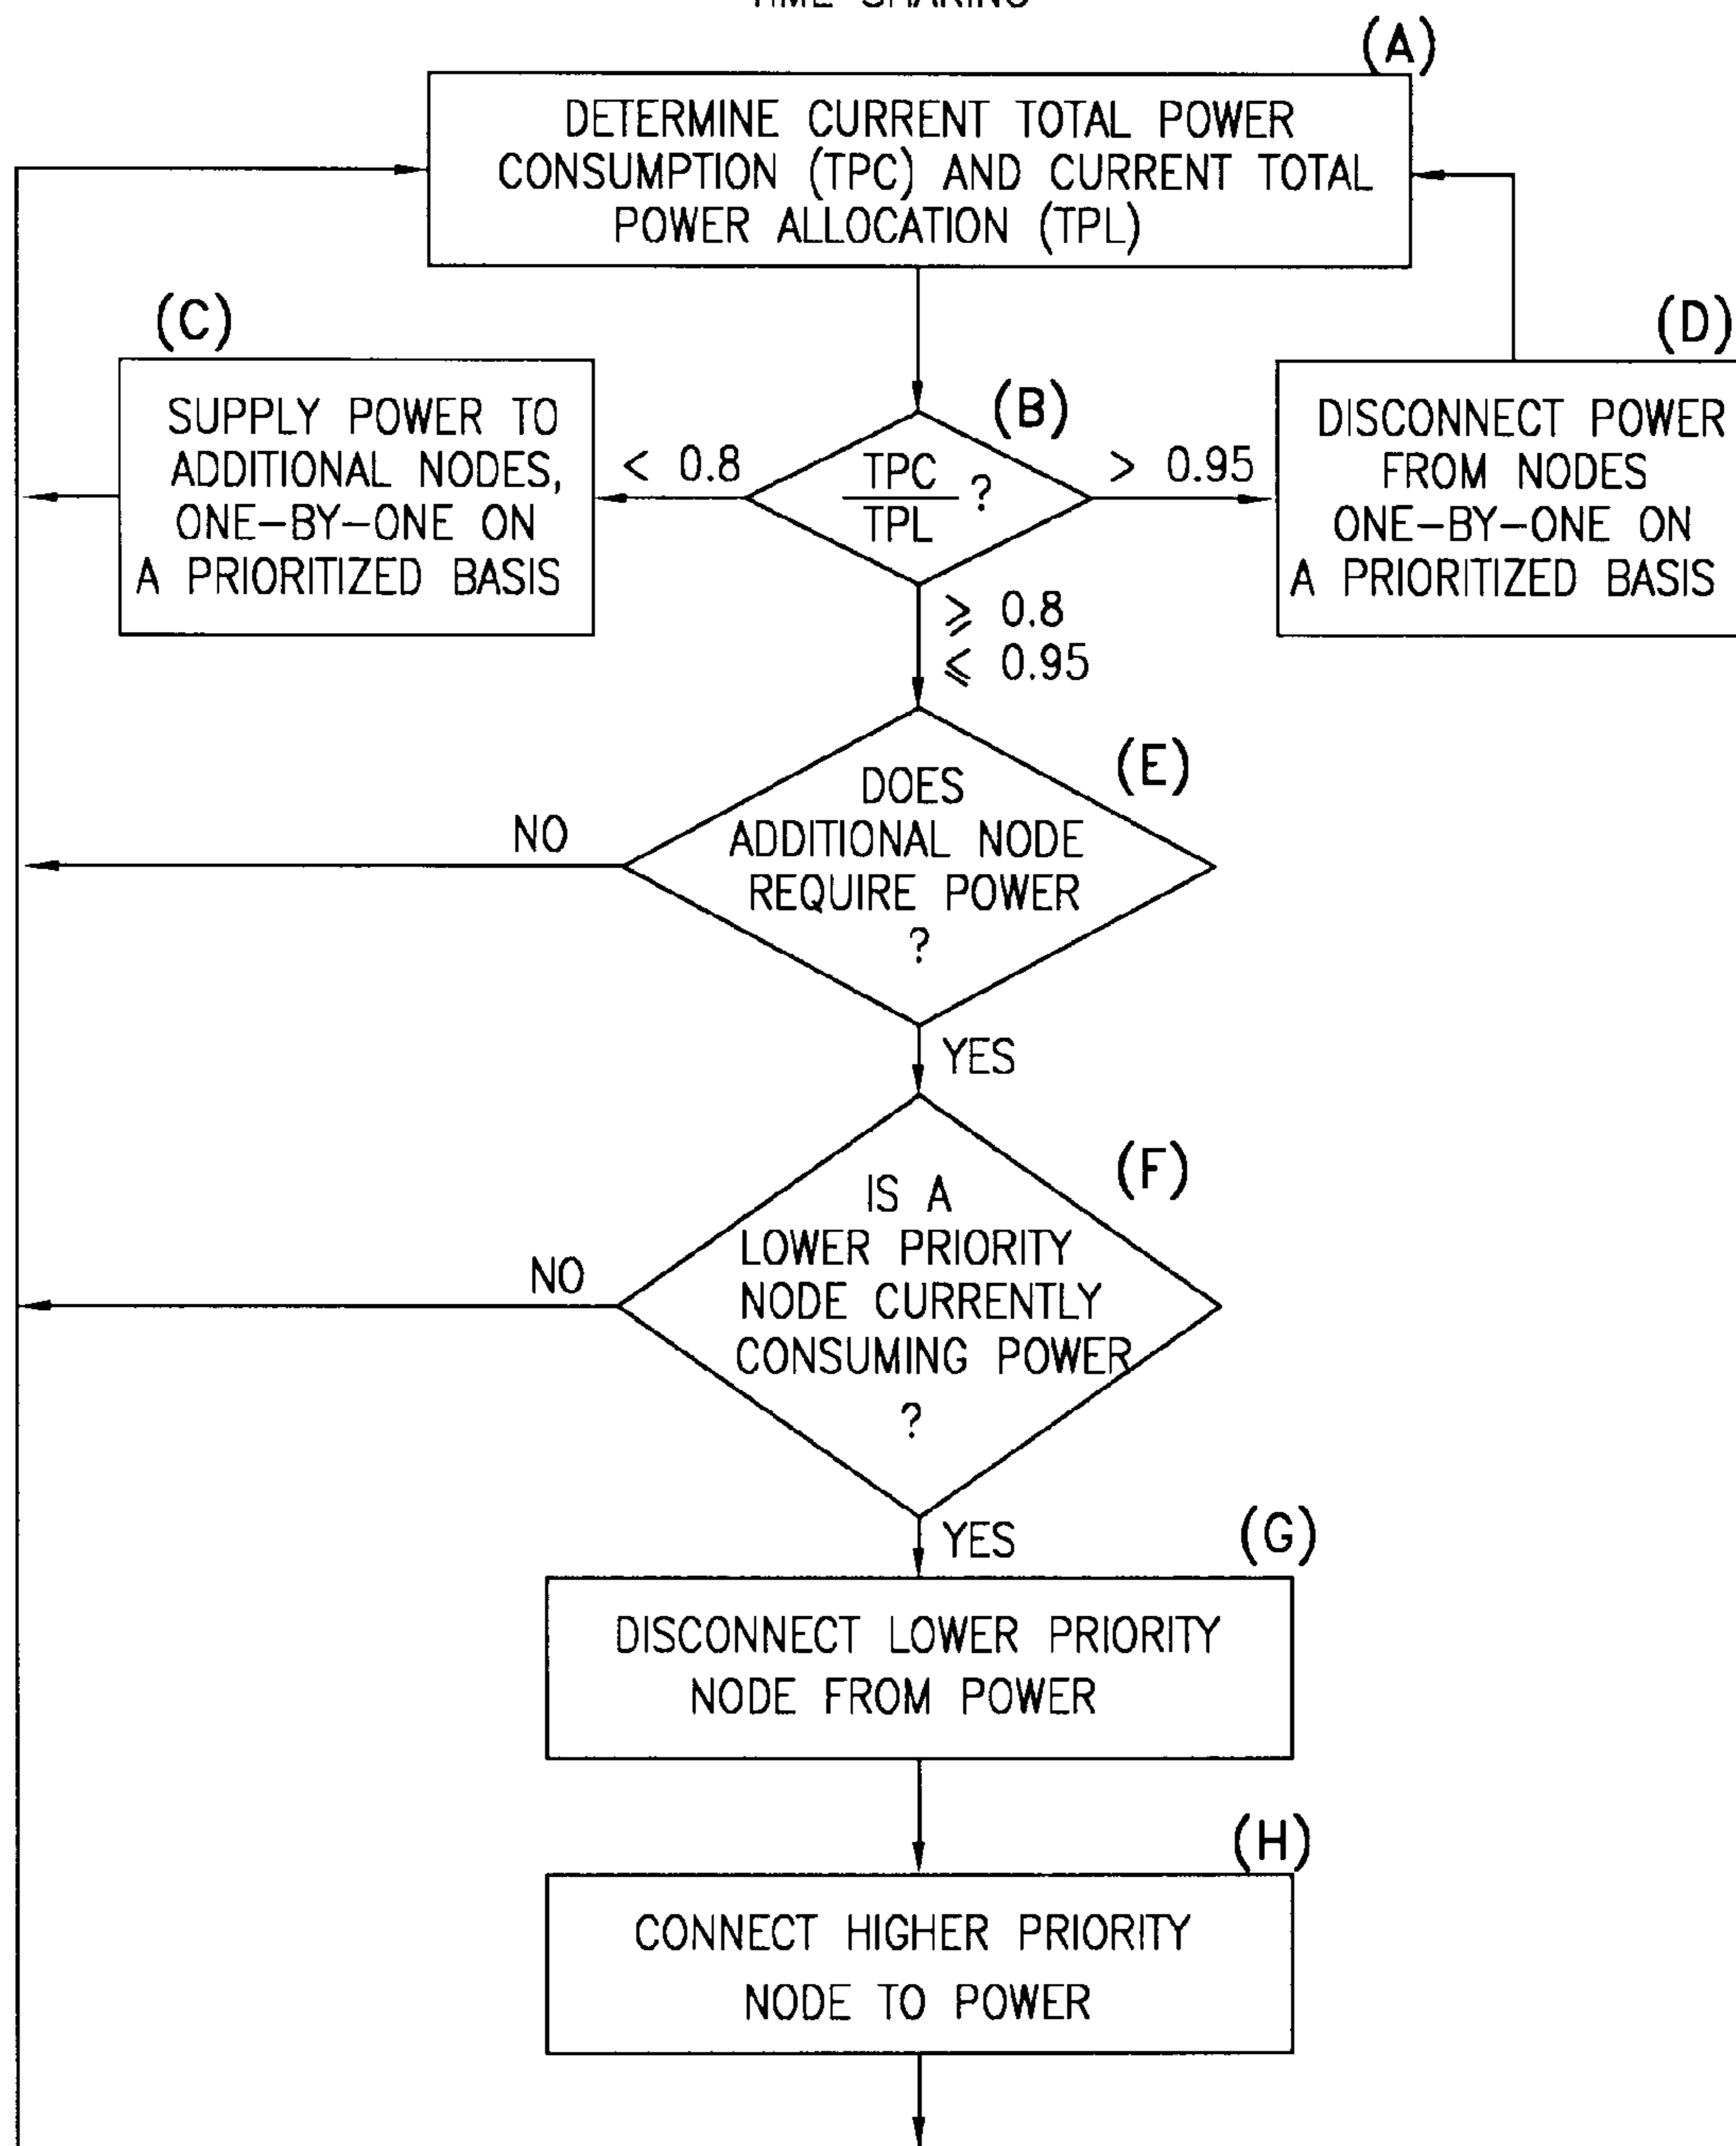 TIME SHARING
(A)
DETERMINE CURRENT TOTAL POWER
CONSUMPTION (TPC) AND CURRENT TOTAL
POWER ALLOCATION (TPL)
(C)
SUPPLY POWER TO
ADDITIONAL NODES,
ONE-BY-ONE ON
A PRIORITIZED BASIS
< 0.8
(B)
TPC
?
TPL
> 0.95
(D)
DISCONNECT POWER
FROM NODES
ONE-BY-ONE ON
A PRIORITIZED BASIS
⩾ 0.8
⩽ 0.95
(E)
DOES
ADDITIONAL NODE
REQUIRE POWER
?
NO
YES
(F)
IS A
LOWER PRIORITY
NODE CURRENTLY
CONSUMING POWER
?
NO
YES
(G)
DISCONNECT LOWER PRIORITY
NODE FROM POWER
(H)
CONNECT HIGHER PRIORITY
NODE TO POWER